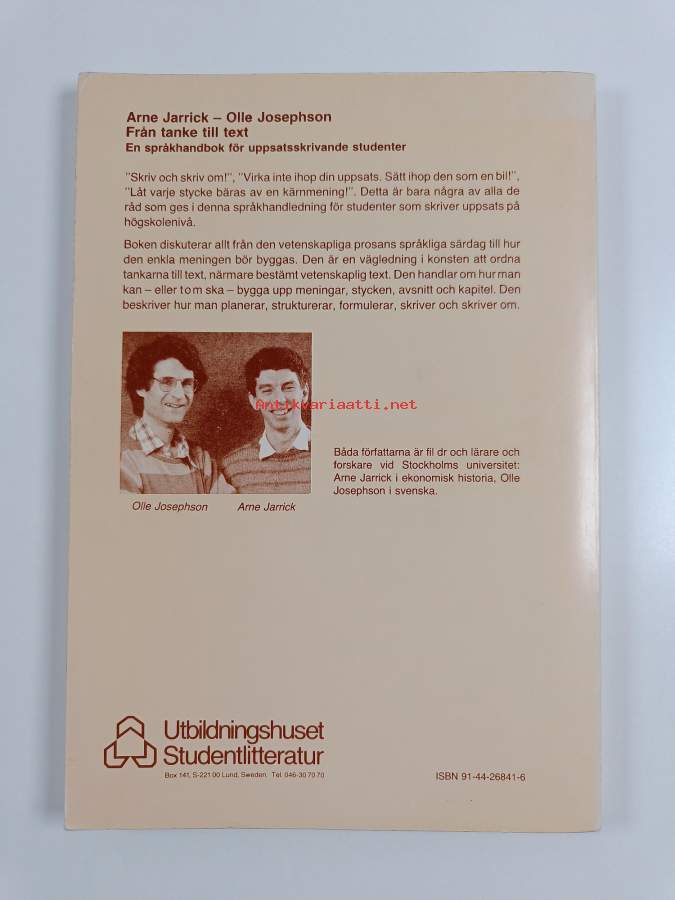 Arne Jarrick – Olle Josephson
Från tanke till text
En språkhandbok för uppsatsskrivande studenter
"Skriv och skriv om!", "Virka inte ihop din uppsats. Sätt ihop den som en bil!",
"Låt varje stycke bäras av en kärnmening!". Detta är bara några av alla de
råd som ges i denna språkhandledning för studenter som skriver uppsats på
högskolenivå.
Boken diskuterar allt från den vetenskapliga prosans språkliga särdag till hur
den enkla meningen bör byggas. Den är en vägledning i konsten att ordna
tankarna till text, närmare bestämt vetenskaplig text. Den handlar om hur man
kan – eller t o m ska – bygga upp meningar, stycken, avsnitt och kapitel. Den
beskriver hur man planerar, strukturerar, formulerar, skriver och skriver om.
Antikvariaatti.net
Båda författarna är fil dr och lärare och
forskare vid Stockholms universitet:
Arne Jarrick i ekonomisk historia, Olle
Josephson i svenska.
Olle Josephson Arne Jarrick
Utbildningshuset
Studentlitteratur
Box 141, S-221 00 Lund, Sweden. Tel. 046-30 70 70
ISBN 91-44-26841-6